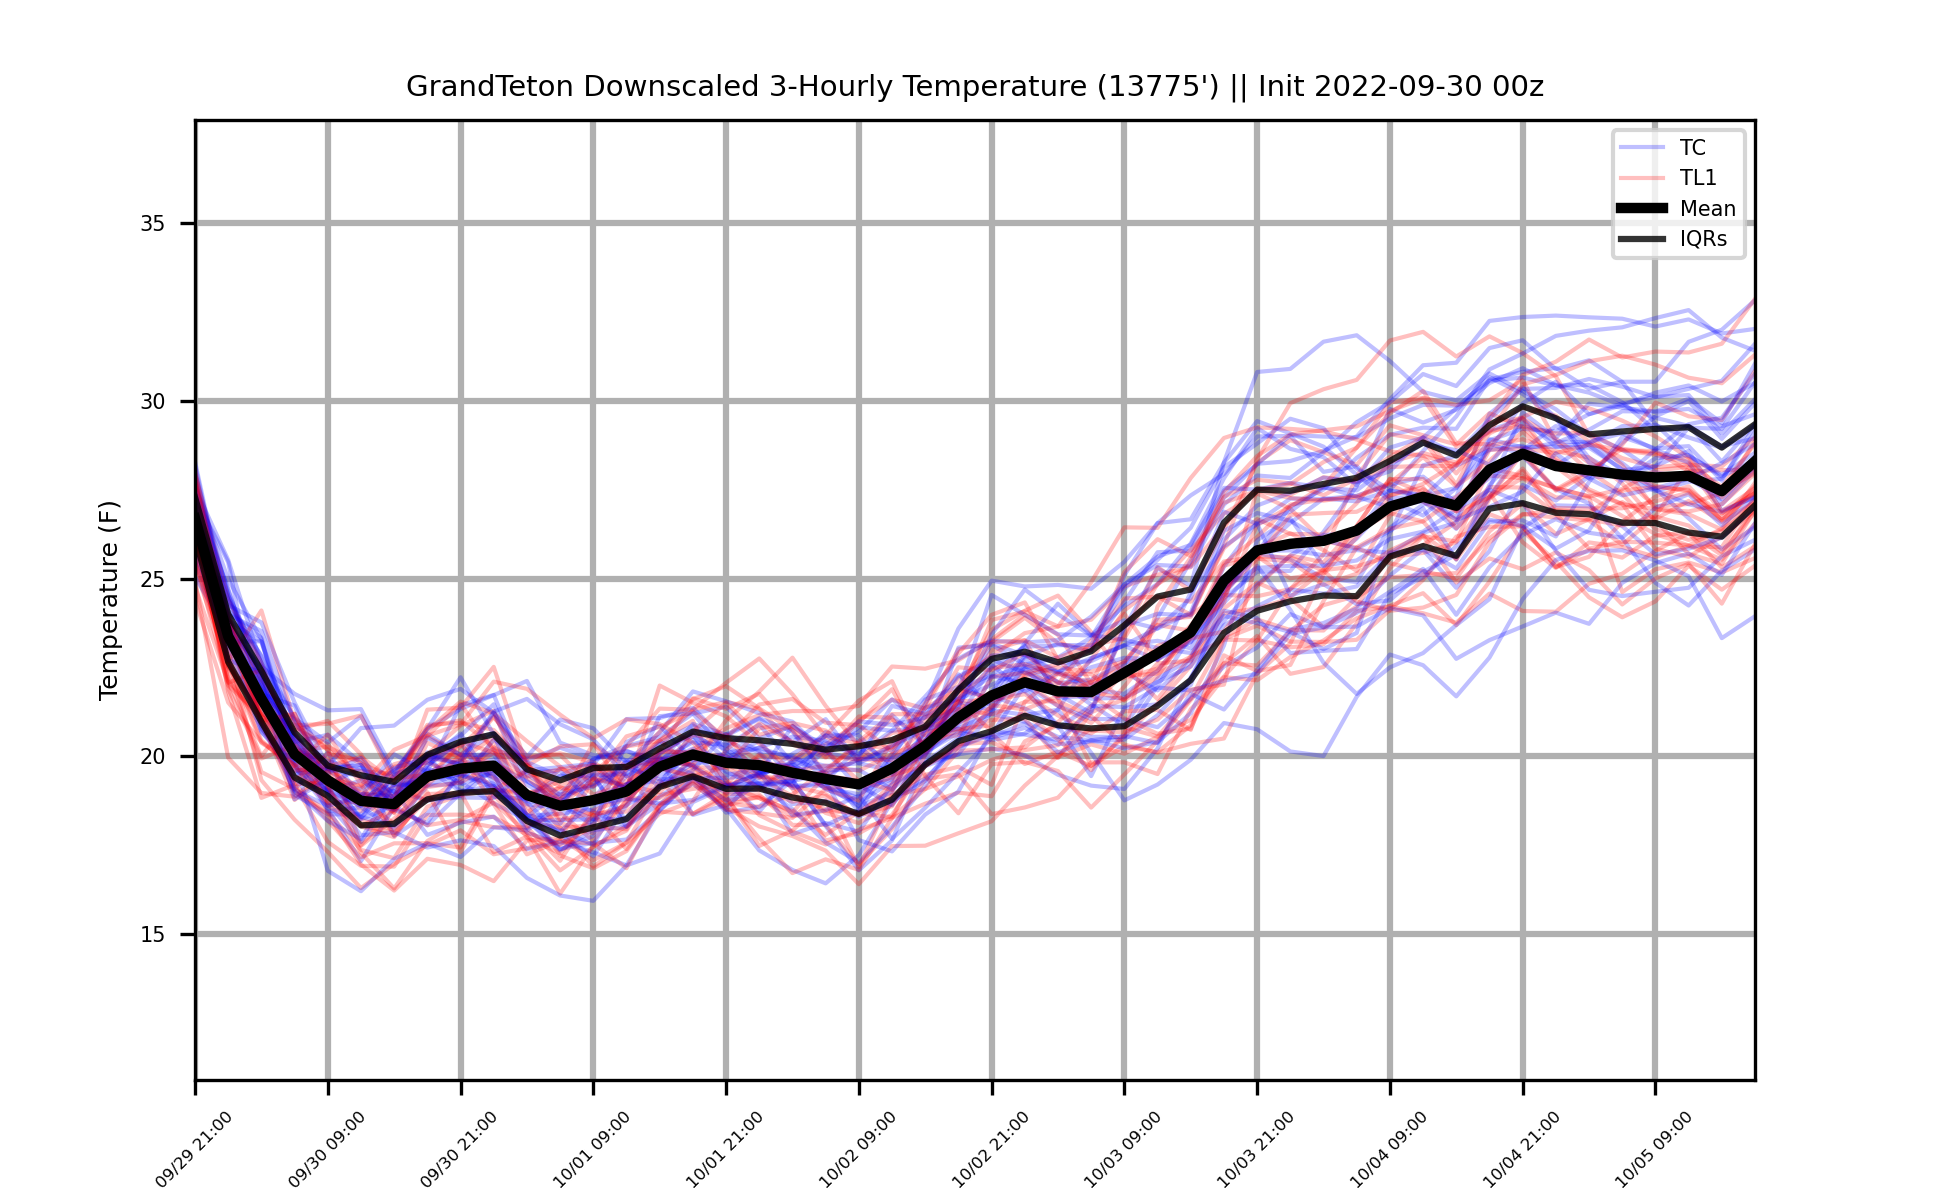 GrandTeton Downscaled 3-Hourly Temperature (13775') || Init 2022-09-30 00z
TC
TL1
Mean
IQRs
Temperature (F)
35
30
25
20
15
09/29 21:00
09/30 09:00
09/30 21:00
10/01 09:00
10/01 21:00
10/02 09:00
10/02 21:00
10/03 09:00
10/03 21:00
10/04 09:00
10/04 21:00
10/05 09:00